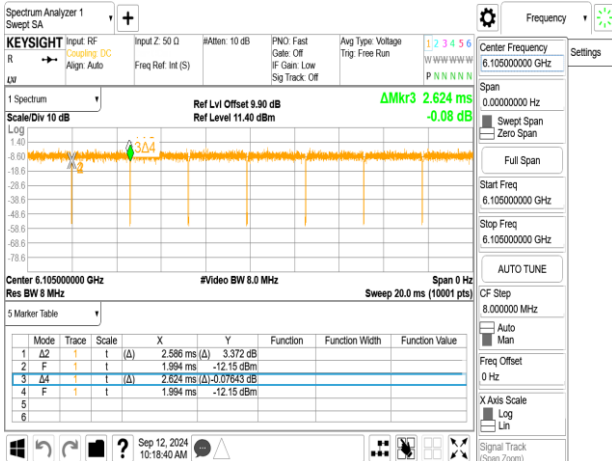 Spectrum Analyzer 1
Swept SA
Frequency
Settings
KEYSIGHT
R
Input: RF
Coupling: DC
Align: Auto
Input Z: 50 Ω
Freq Ref: Int (S)
#Atten: 10 dB
PNO: Fast
Gate: Off
IF Gain: Low
Sig Track: Off
Avg Type: Voltage
Trig: Free Run
1 2 3 4 5 6
W W W W W W
P N N N N N
LXI
1 Spectrum
Scale/Div 10 dB
Ref Lvl Offset 9.90 dB
Ref Level 11.40 dBm
ΔMkr3 2.624 ms
-0.08 dB
Log
1.40
-8.60
-18.6
-28.6
-38.6
-48.6
-58.6
-68.6
-78.6
3Δ4
2
Center 6.105000000 GHz
Res BW 8 MHz
#Video BW 8.0 MHz
Span 0 Hz
Sweep 20.0 ms (10001 pts)
5 Marker Table
Mode Trace Scale X Y Function Function Width Function Value
1 Δ2 1 t (Δ) 2.586 ms (Δ) 3.372 dB
2 F 1 t 1.994 ms -12.15 dBm
3 Δ4 1 t (Δ) 2.624 ms (Δ) -0.07643 dB
4 F 1 t 1.994 ms -12.15 dBm
5
6
?
Sep 12, 2024
10:18:40 AM
Center Frequency
6.105000000 GHz
Span
0.00000000 Hz
Swept Span
Zero Span
Full Span
Start Freq
6.105000000 GHz
Stop Freq
6.105000000 GHz
AUTO TUNE
CF Step
8.000000 MHz
Auto
Man
Freq Offset
0 Hz
X Axis Scale
Log
Lin
Signal Track
(Span Zoom)